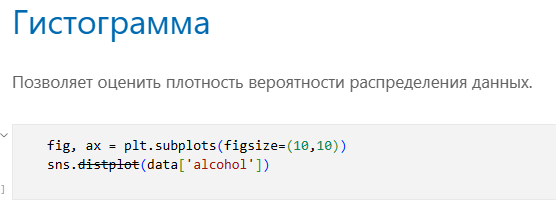 Гистограмма
Позволяет оценить плотность вероятности распределения данных.
fig, ax = plt.subplots(figsize=(10,10))
sns.distplot(data['alcohol'])
]